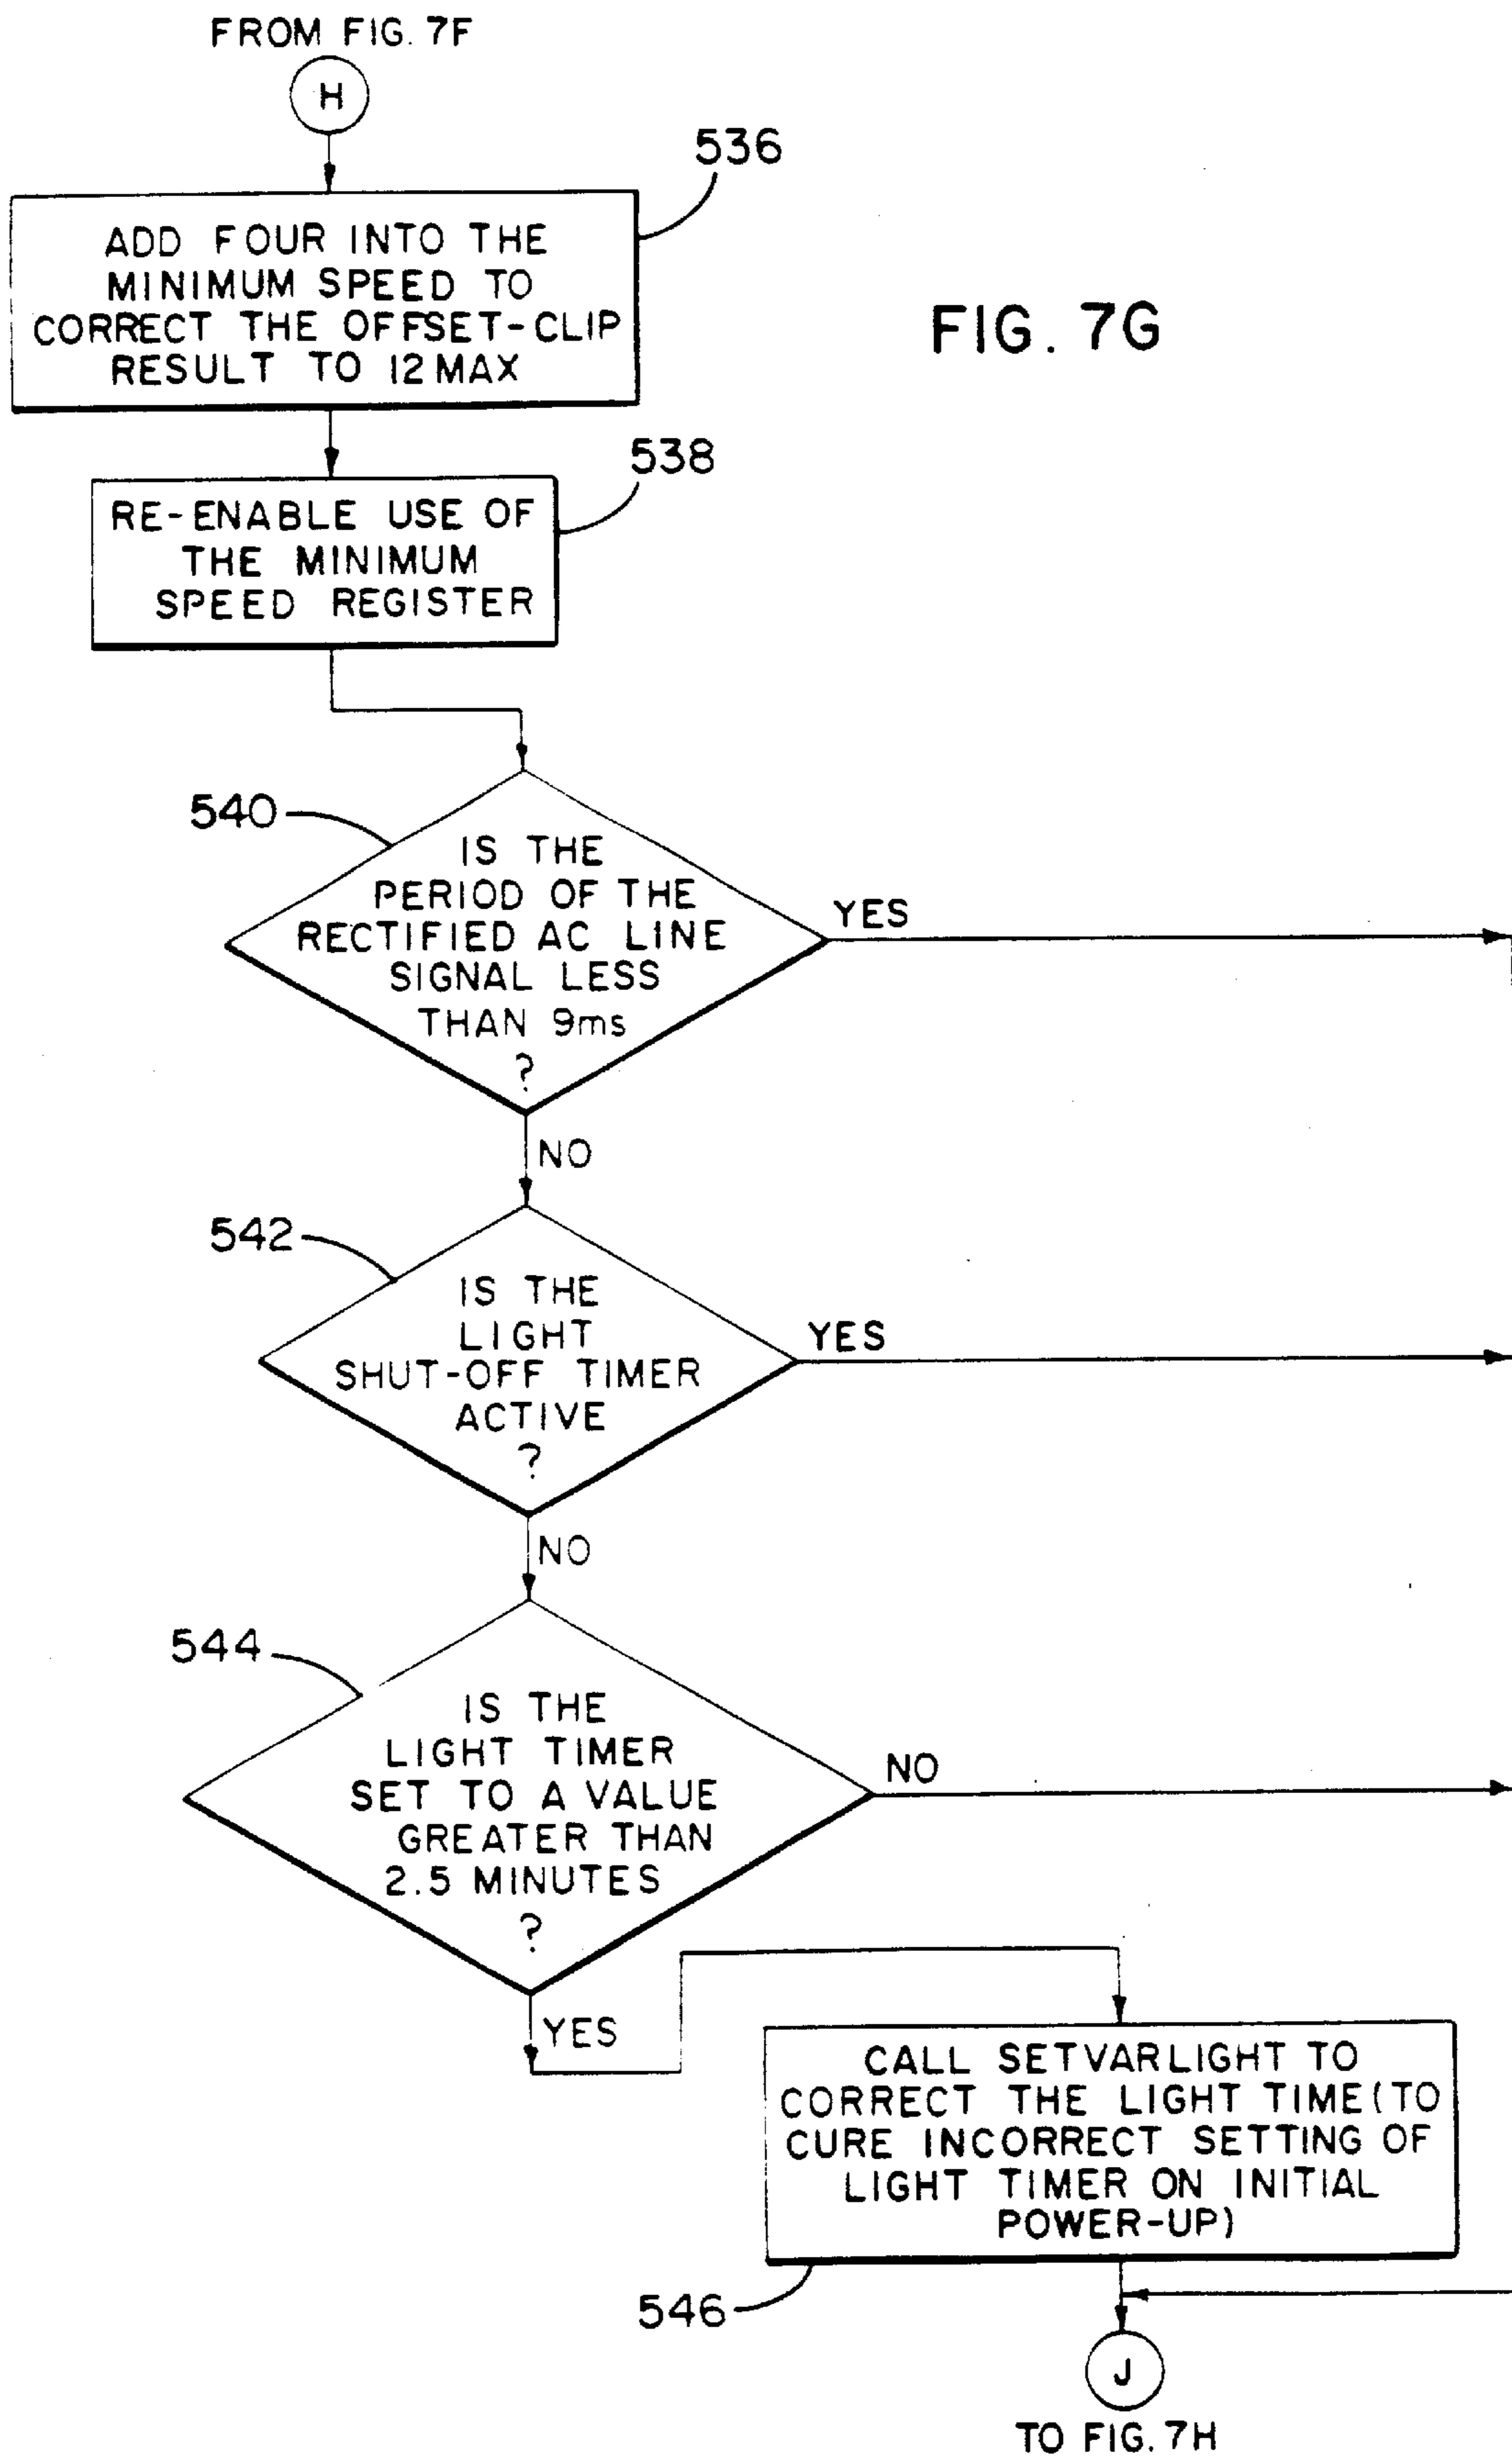 FROM FIG. 7F
H
536
ADD FOUR INTO THE
MINIMUM SPEED TO
CORRECT THE OFFSET-CLIP
RESULT TO 12 MAX
FIG. 7G
538
RE-ENABLE USE OF
THE MINIMUM
SPEED REGISTER
540
IS THE
PERIOD OF THE
RECTIFIED AC LINE
SIGNAL LESS
THAN 9ms
?
YES
NO
542
IS THE
LIGHT
SHUT-OFF TIMER
ACTIVE
?
YES
NO
544
IS THE
LIGHT TIMER
SET TO A VALUE
GREATER THAN
2.5 MINUTES
?
NO
YES
CALL SETVARLIGHT TO
CORRECT THE LIGHT TIME (TO
CURE INCORRECT SETTING OF
LIGHT TIMER ON INITIAL
POWER-UP)
546
J
TO FIG. 7H